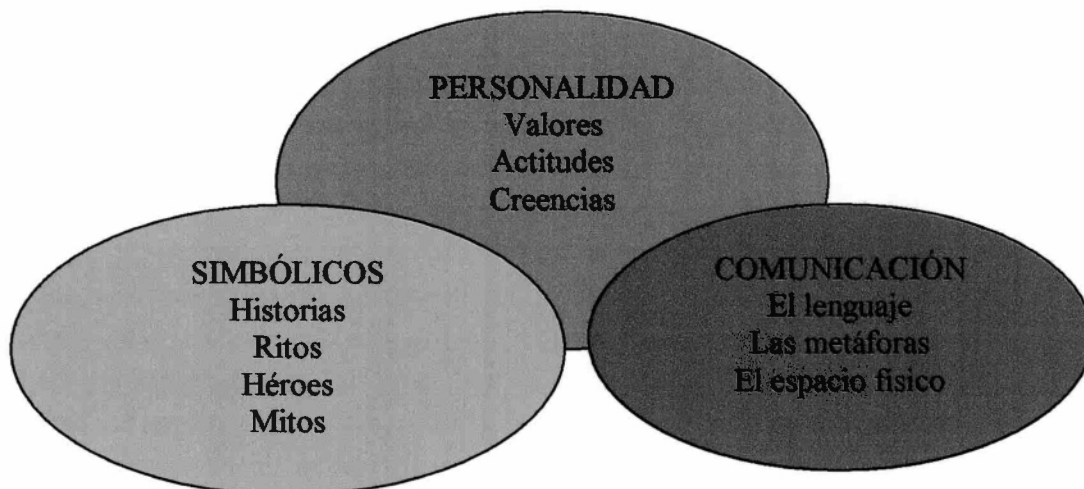 PERSONALIDAD
Valores
Actitudes
Creencias
SIMBÓLICOS
Historias
Ritos
Héroes
Mitos
COMUNICACIÓN
El lenguaje
Las metáforas
El espacio físico